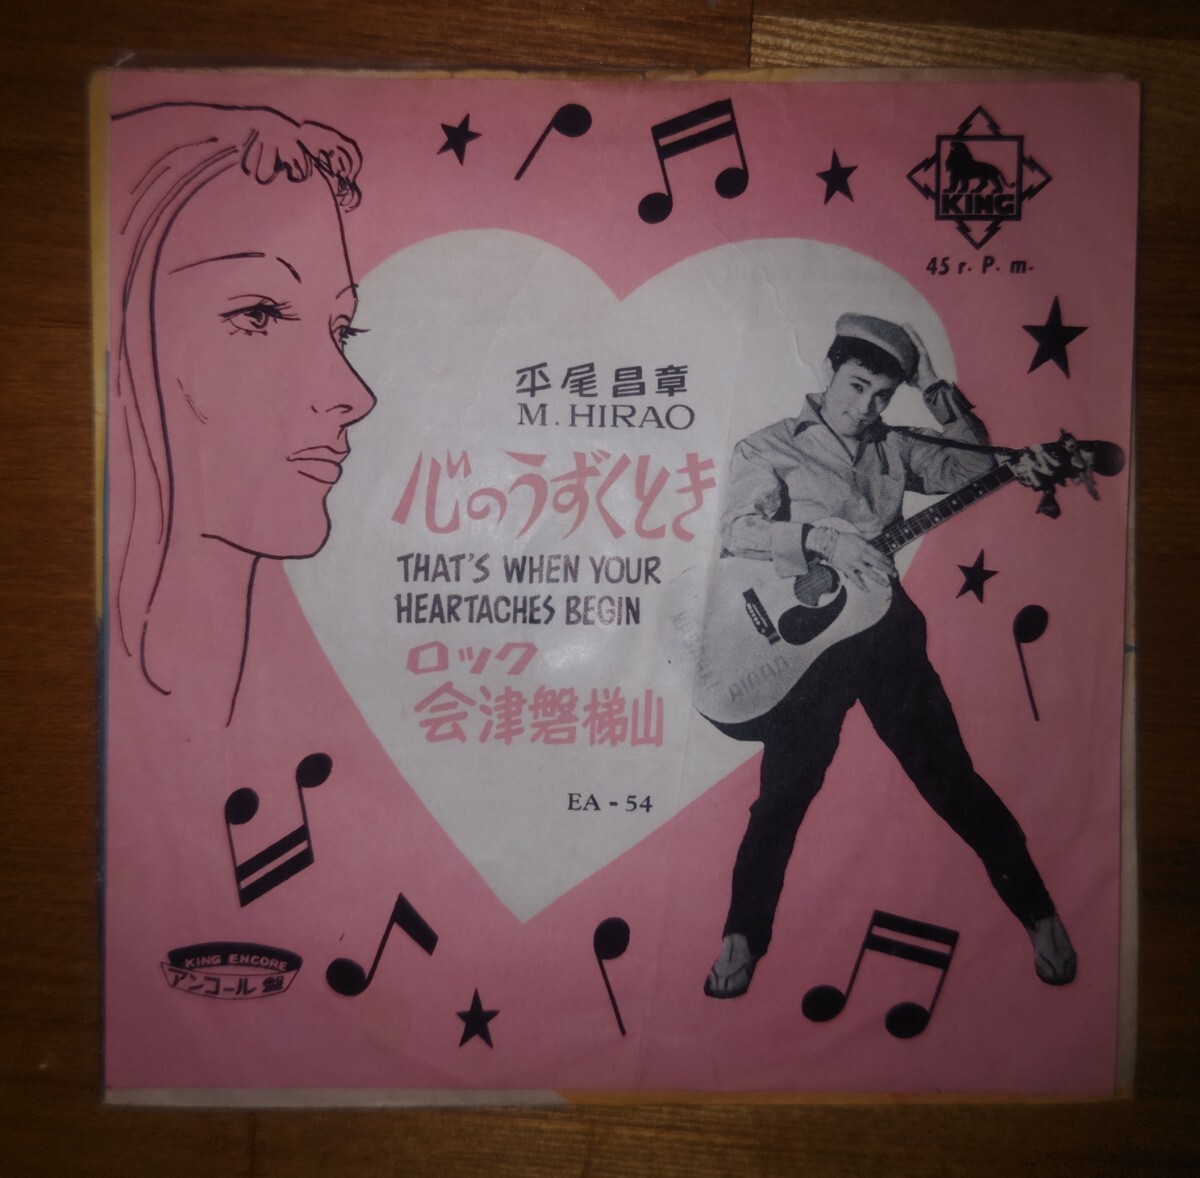 KING
45 r. P. m.
平尾昌章
M. HIRAO
心のうずくとき
THAT'S WHEN YOUR
HEARTACHES BEGIN
ロック
会津磐梯山
EA - 54
KING ENCORE
アンコール盤